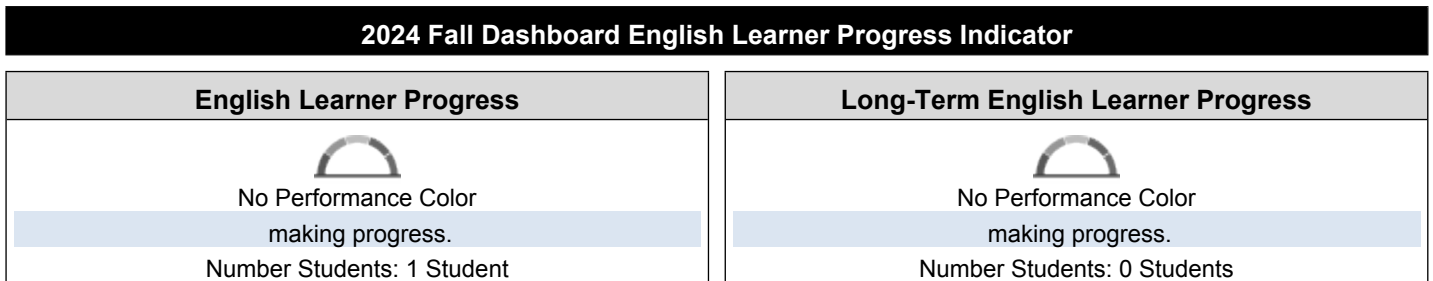 2024 Fall Dashboard English Learner Progress Indicator
English Learner Progress
No Performance Color
making progress.
Number Students: 1 Student
Long-Term English Learner Progress
No Performance Color
making progress.
Number Students: 0 Students